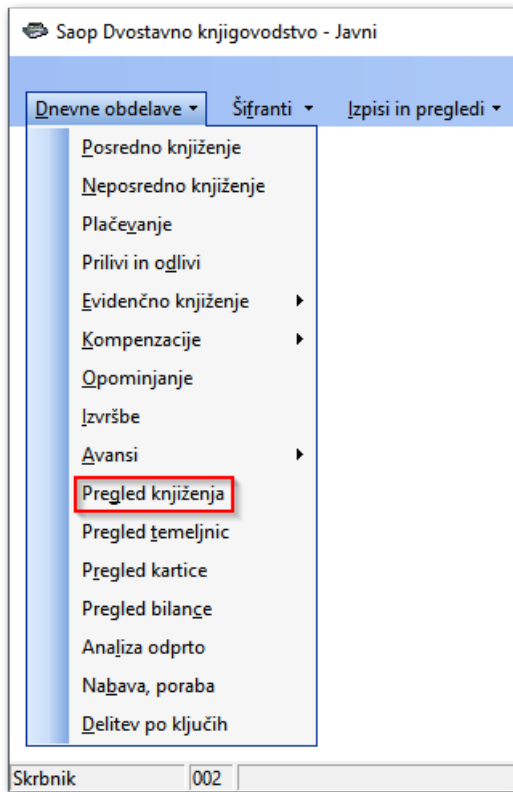 Saop Dvostavno knjigovodstvo - Javni
Dnevne obdelave Šifranti Izpisi in pregledi
Posredno knjiženje
Neposredno knjiženje
Plačevanje
Prilivi in odlivi
Evidenčno knjiženje
Kompenzacije
Opominjanje
Izvršbe
Avansi
Pregled knjiženja
Pregled temeljnic
Pregled kartice
Pregled bilance
Analiza odprto
Nabava, poraba
Delitev po ključih
Skrbnik 002